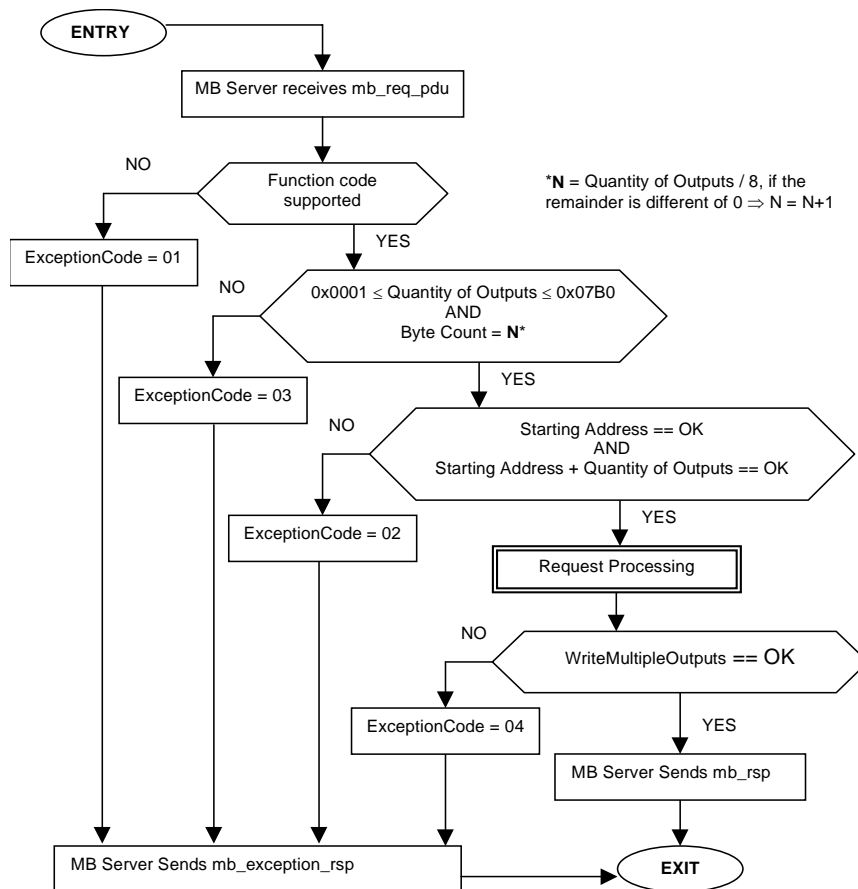 ENTRY
MB Server receives mb_req_pdu
NO
Function code
supported
*N = Quantity of Outputs / 8, if the
remainder is different of 0 ⇒ N = N+1
YES
ExceptionCode = 01
NO
0x0001 ≤ Quantity of Outputs ≤ 0x07B0
AND
Byte Count = N*
YES
ExceptionCode = 03
NO
Starting Address == OK
AND
Starting Address + Quantity of Outputs == OK
YES
ExceptionCode = 02
Request Processing
NO
WriteMultipleOutputs == OK
YES
ExceptionCode = 04
MB Server Sends mb_rsp
MB Server Sends mb_exception_rsp
EXIT